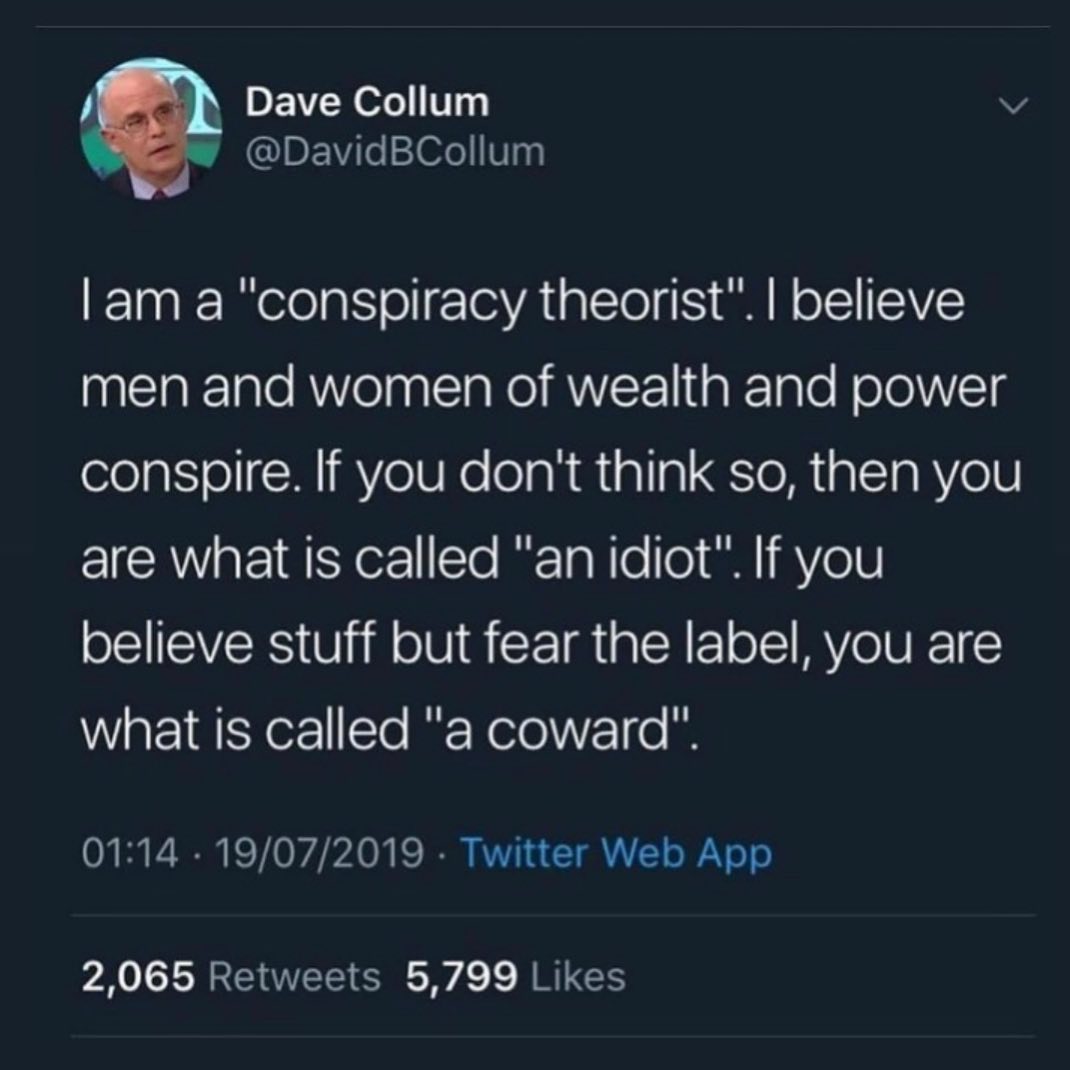 Dave Collum
@DavidBCollum
I am a "conspiracy theorist". I believe
men and women of wealth and power
conspire. If you don't think so, then you
are what is called "an idiot". If you
believe stuff but fear the label, you are
what is called "a coward".
01:14 · 19/07/2019 · Twitter Web App
2,065 Retweets 5,799 Likes